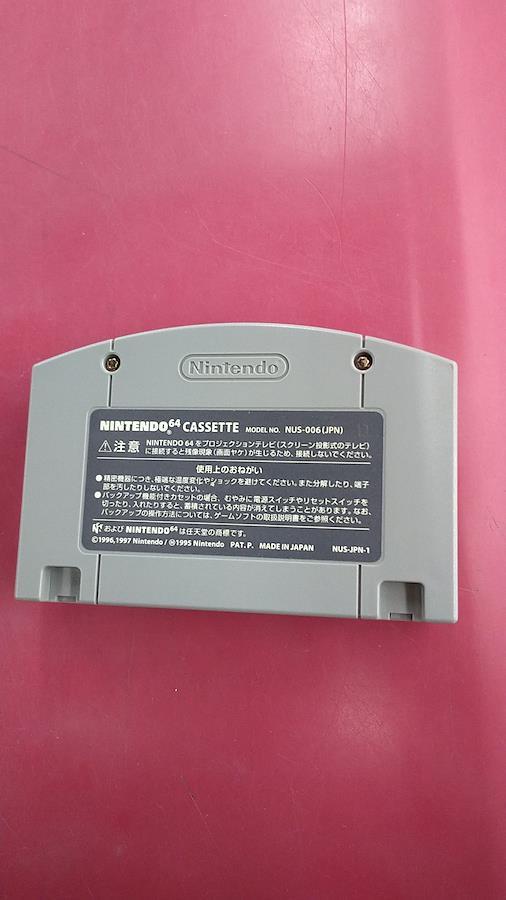 Nintendo
NINTENDO64 CASSETTE MODEL NO. NUS-006(JPN)
⚠注意 NINTENDO 64 をプロジェクションテレビ(スクリーン投影式のテレビ)
に接続すると残像現象(画面ヤケ)が生じるため、接続しないでください。
使用上のおねがい
●精密機器につき、極端な温度変化やショックを避けてください。また分解したり、端子
部を汚したりしないでください。
●バックアップ機能付きカセットの場合、むやみに電源スイッチやリセットスイッチを
切ったり、入れたりすると、蓄積されている内容が消えてしまうことがあります。なお、
バックアップの操作方法については、ゲームソフトの取扱説明書をご参照ください。
および NINTENDO64 は任天堂の商標です。
©1996,1997 Nintendo / Ⓜ1995 Nintendo PAT. P. MADE IN JAPAN NUS-JPN-1